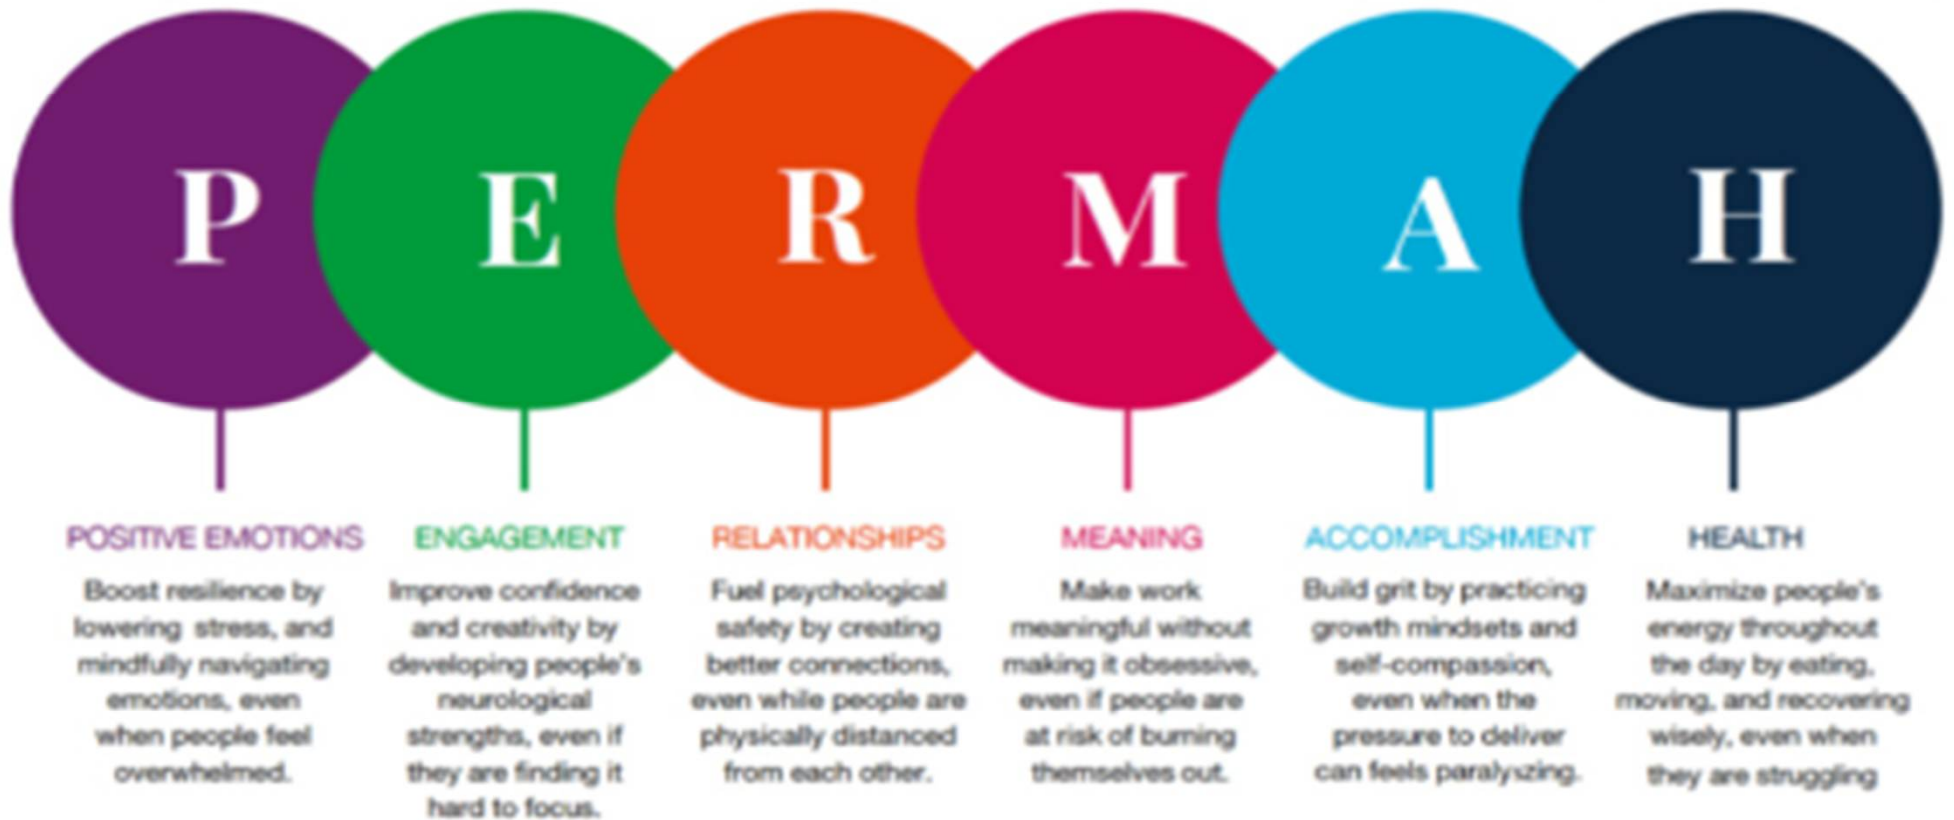 P E R M A H
POSITIVE EMOTIONS
Boost resilience by
lowering stress, and
mindfully navigating
emotions, even
when people feel
overwhelmed.
ENGAGEMENT
Improve confidence
and creativity by
developing people's
neurological
strengths, even if
they are finding it
hard to focus.
RELATIONSHIPS
Fuel psychological
safety by creating
better connections,
even while people are
physically distanced
from each other.
MEANING
Make work
meaningful without
making it obsessive,
even if people are
at risk of burning
themselves out.
ACCOMPLISHMENT
Build grit by practicing
growth mindsets and
self-compassion,
even when the
pressure to deliver
can feels paralyzing.
HEALTH
Maximize people's
energy throughout
the day by eating,
moving, and recovering
wisely, even when
they are struggling